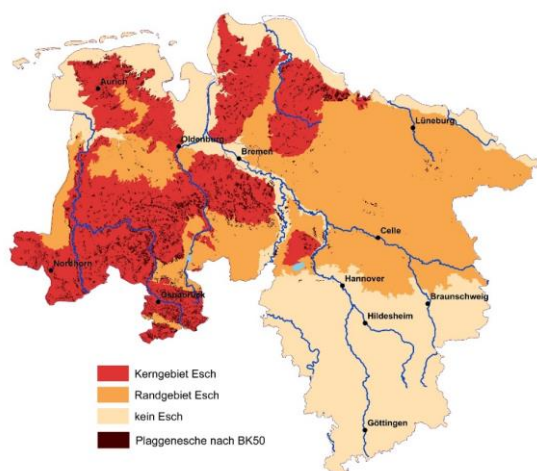 Aurich
Lüneburg
Oldenburg
Bremen
Celle
Nordhorn
Hannover
Osnabrück
Braunschweig
Hildesheim
Göttingen
Kerngebiet Esch
Randgebiet Esch
kein Esch
Plaggenesche nach BK50